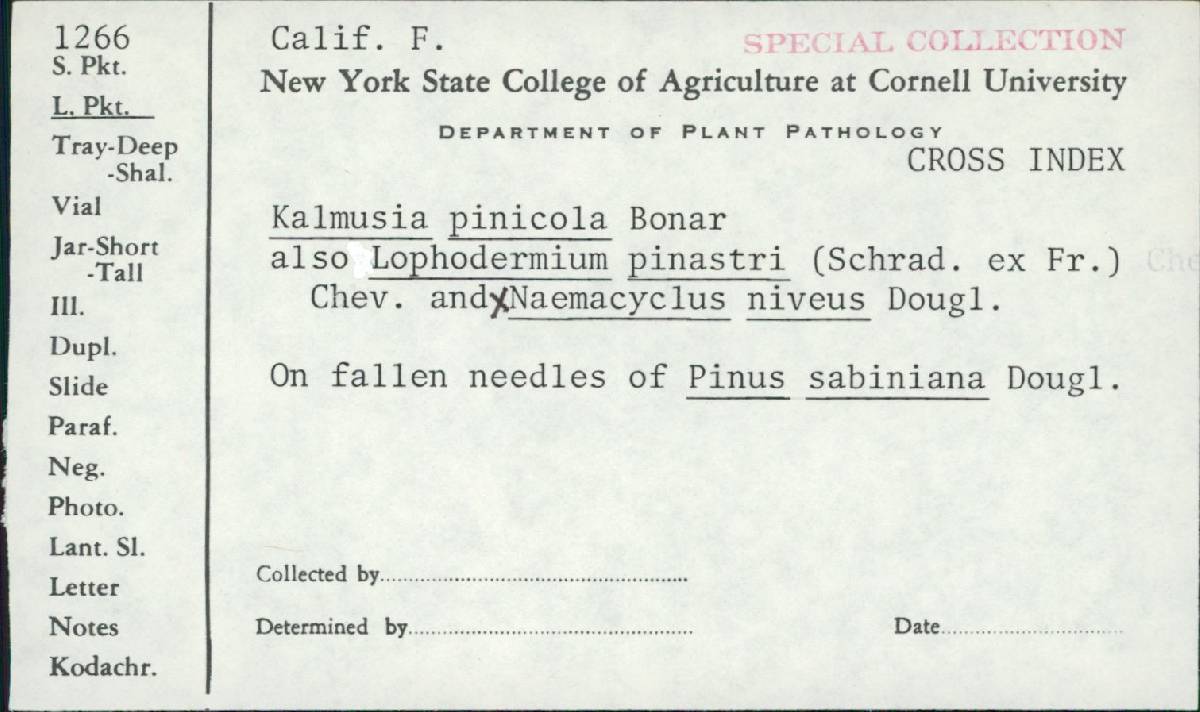 1266
S. Pkt.
L. Pkt.
Tray-Deep
-Shal.
Vial
Jar-Short
-Tall
Ill.
Dupl.
Slide
Paraf.
Neg.
Photo.
Lant. Sl.
Letter
Notes
Kodachr.
Calif. F.
SPECIAL COLLECTION
New York State College of Agriculture at Cornell University
DEPARTMENT OF PLANT PATHOLOGY
CROSS INDEX
Kalmusia pinicola Bonar
also Lophodermium pinastri (Schrad. ex Fr.) Che
Chev. and Naemacyclus niveus Dougl.
On fallen needles of Pinus sabiniana Dougl.
Collected by
Determined by
Date